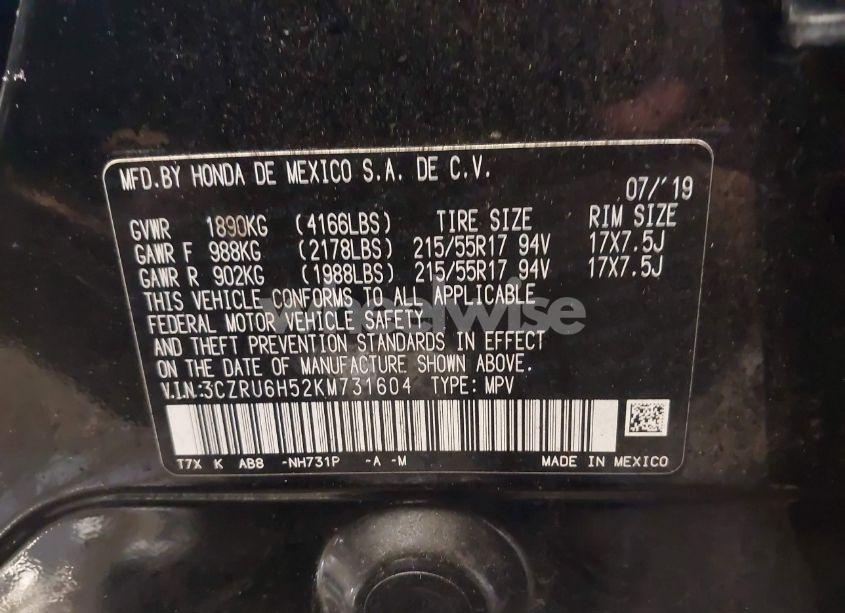 MFD.BY HONDA DE MEXICO S.A. DE C.V.
07/'19
GVWR 1890KG (4166LBS) TIRE SIZE RIM SIZE
GAWR F 988KG (2178LBS) 215/55R17 94V 17X7.5J
GAWR R 902KG (1988LBS) 215/55R17 94V 17X7.5J
THIS VEHICLE CONFORMS TO ALL APPLICABLE
FEDERAL MOTOR VEHICLE SAFETY
AND THEFT PREVENTION STANDARDS IN EFFECT
ON THE DATE OF MANUFACTURE SHOWN ABOVE.
V.I.N:3CZRU6H52KM731604 TYPE: MPV
T7X K AB8 -NH731P -A -M MADE IN MEXICO
wheelwise